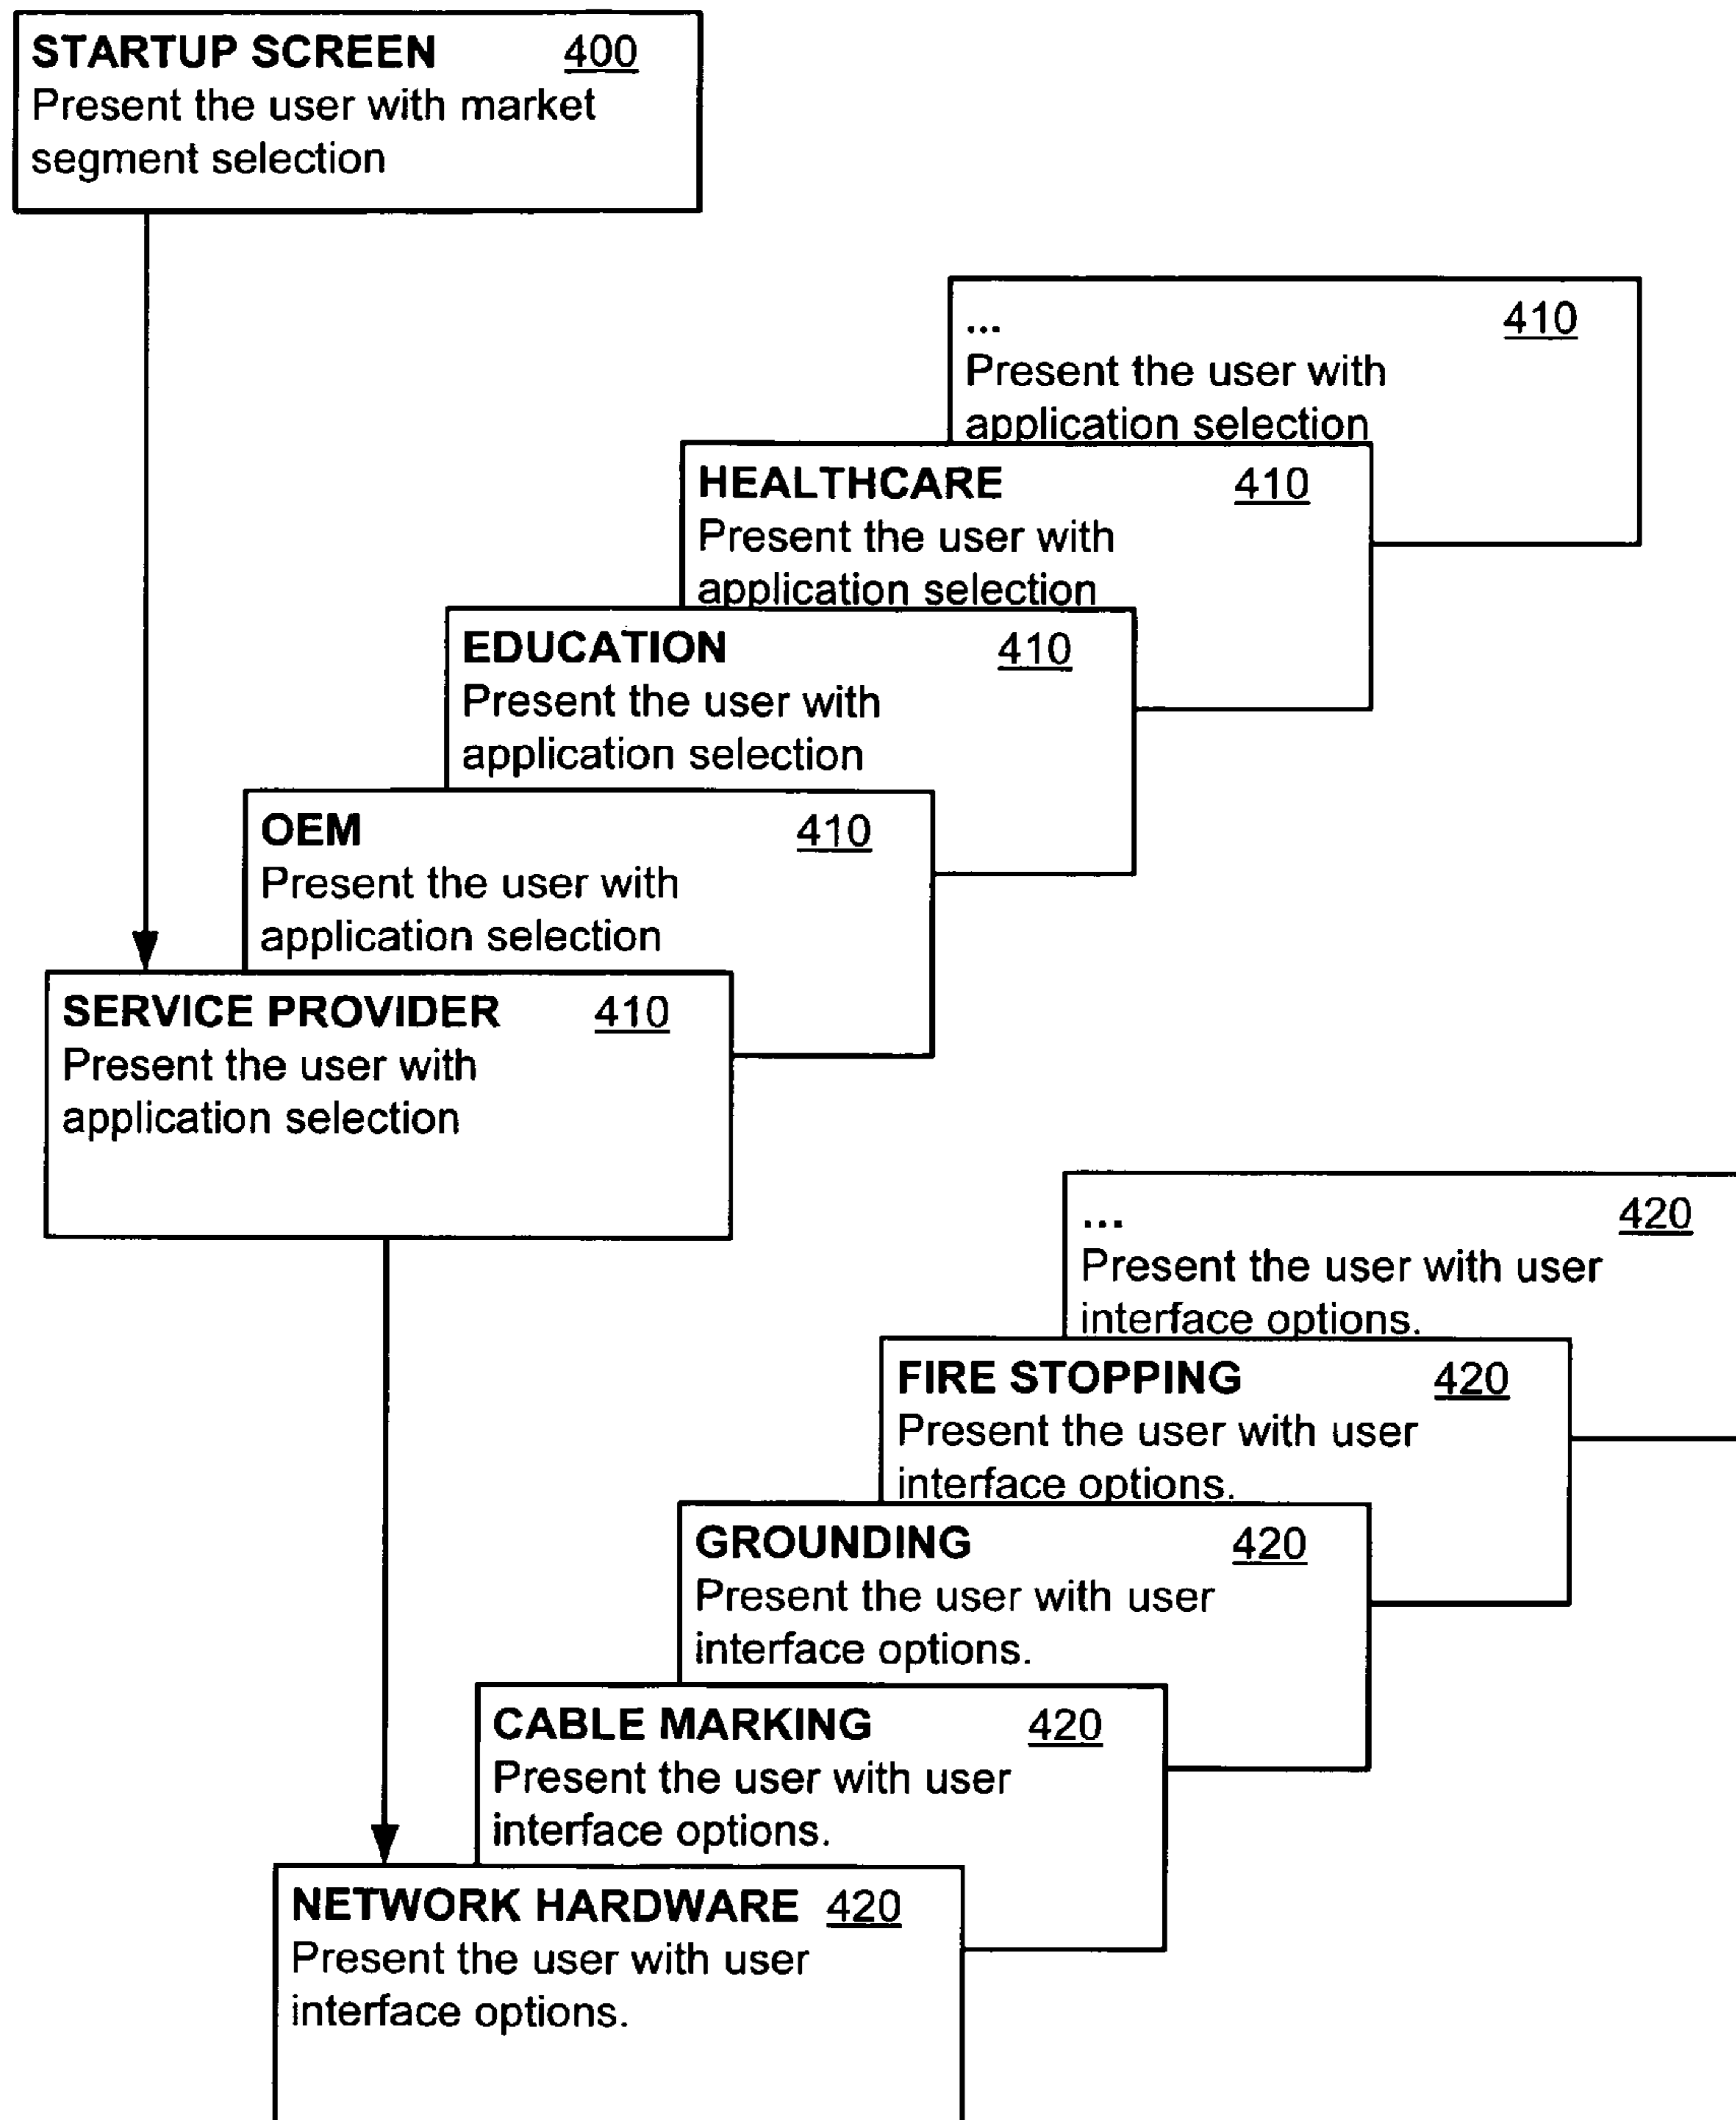 STARTUP SCREEN 400
Present the user with market
segment selection
... 410
Present the user with
application selection
HEALTHCARE 410
Present the user with
application selection
EDUCATION 410
Present the user with
application selection
OEM 410
Present the user with
application selection
SERVICE PROVIDER 410
Present the user with
application selection
... 420
Present the user with user
interface options.
FIRE STOPPING 420
Present the user with user
interface options.
GROUNDING 420
Present the user with user
interface options.
CABLE MARKING 420
Present the user with user
interface options.
NETWORK HARDWARE 420
Present the user with user
interface options.